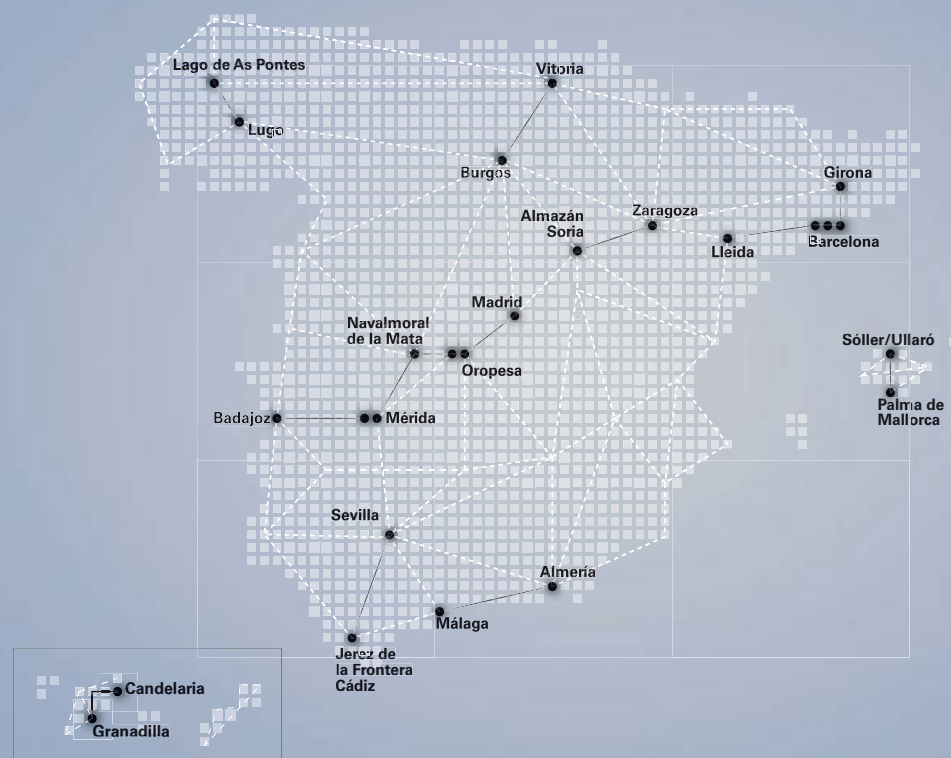 Lago de As Pontes
Vitoria
Lugo
Burgos
Girona
Almazán
Soria
Zaragoza
Lleida
Barcelona
Madrid
Navalmoral
de la Mata
Oropesa
Sóller/Ullaró
Palma de
Mallorca
Badajoz
Mérida
Sevilla
Almería
Málaga
Jerez de
la Frontera
Cádiz
Candelaria
Granadilla